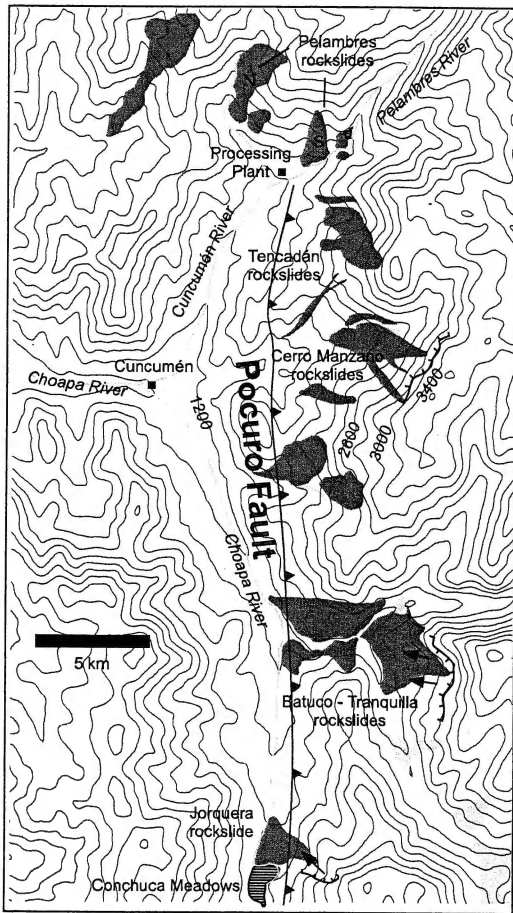 Pelambres
rockslides
Pelambres River
V
S
Processing
Plant
Cuncumén River
Tencadán
rockslides
Cuncumén
Choapa River
Cerro Manzano
rockslides
1200
3400
2600
3000
Pocuro Fault
Choapa River
5 km
Batuco - Tranquilla
rockslides
Jorquera
rockslide
Conchuca Meadows